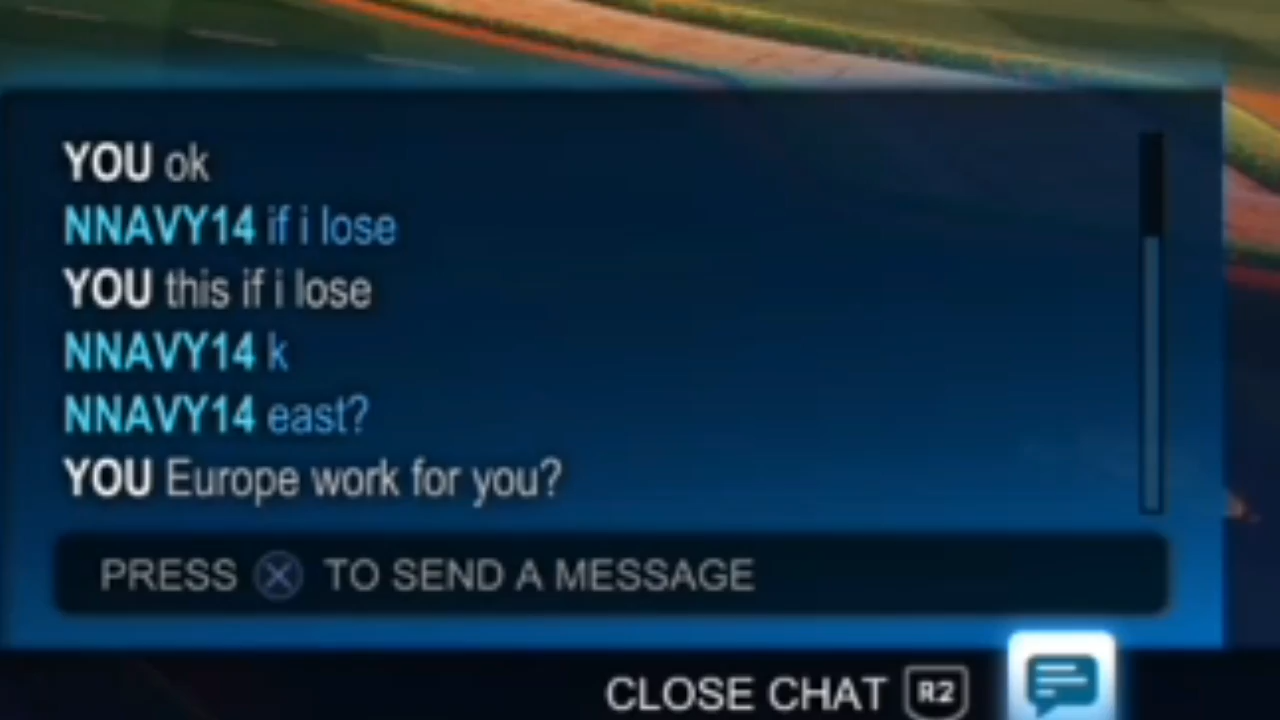 YOU ok
NNAVY14 if i lose
YOU this if i lose
NNAVY14 k
NNAVY14 east?
YOU Europe work for you?
PRESS TO SEND A MESSAGE
CLOSE CHAT R2